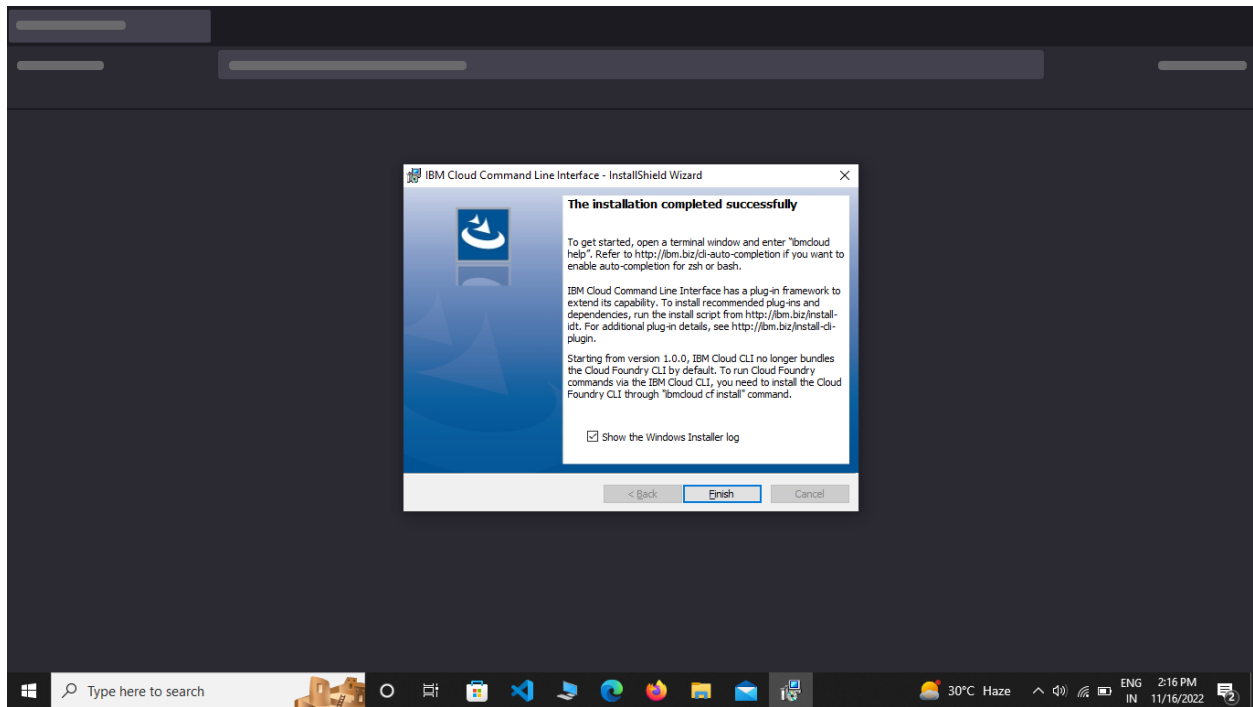 IBM Cloud Command Line Interface - InstallShield Wizard
The installation completed successfully
To get started, open a terminal window and enter "ibmcloud
help". Refer to http://ibm.biz/cli-auto-completion if you want to
enable auto-completion for zsh or bash.
IBM Cloud Command Line Interface has a plug-in framework to
extend its capability. To install recommended plug-ins and
dependencies, run the install script from http://ibm.biz/install-
idt. For additional plug-in details, see http://ibm.biz/install-cli-
plugin.
Starting from version 1.0.0, IBM Cloud CLI no longer bundles
the Cloud Foundry CLI by default. To run Cloud Foundry
commands via the IBM Cloud CLI, you need to install the Cloud
Foundry CLI through "ibmcloud cf install" command.
Show the Windows Installer log
< Back Finish Cancel
Type here to search
30°C Haze
ENG 2:16 PM
IN 11/16/2022
2